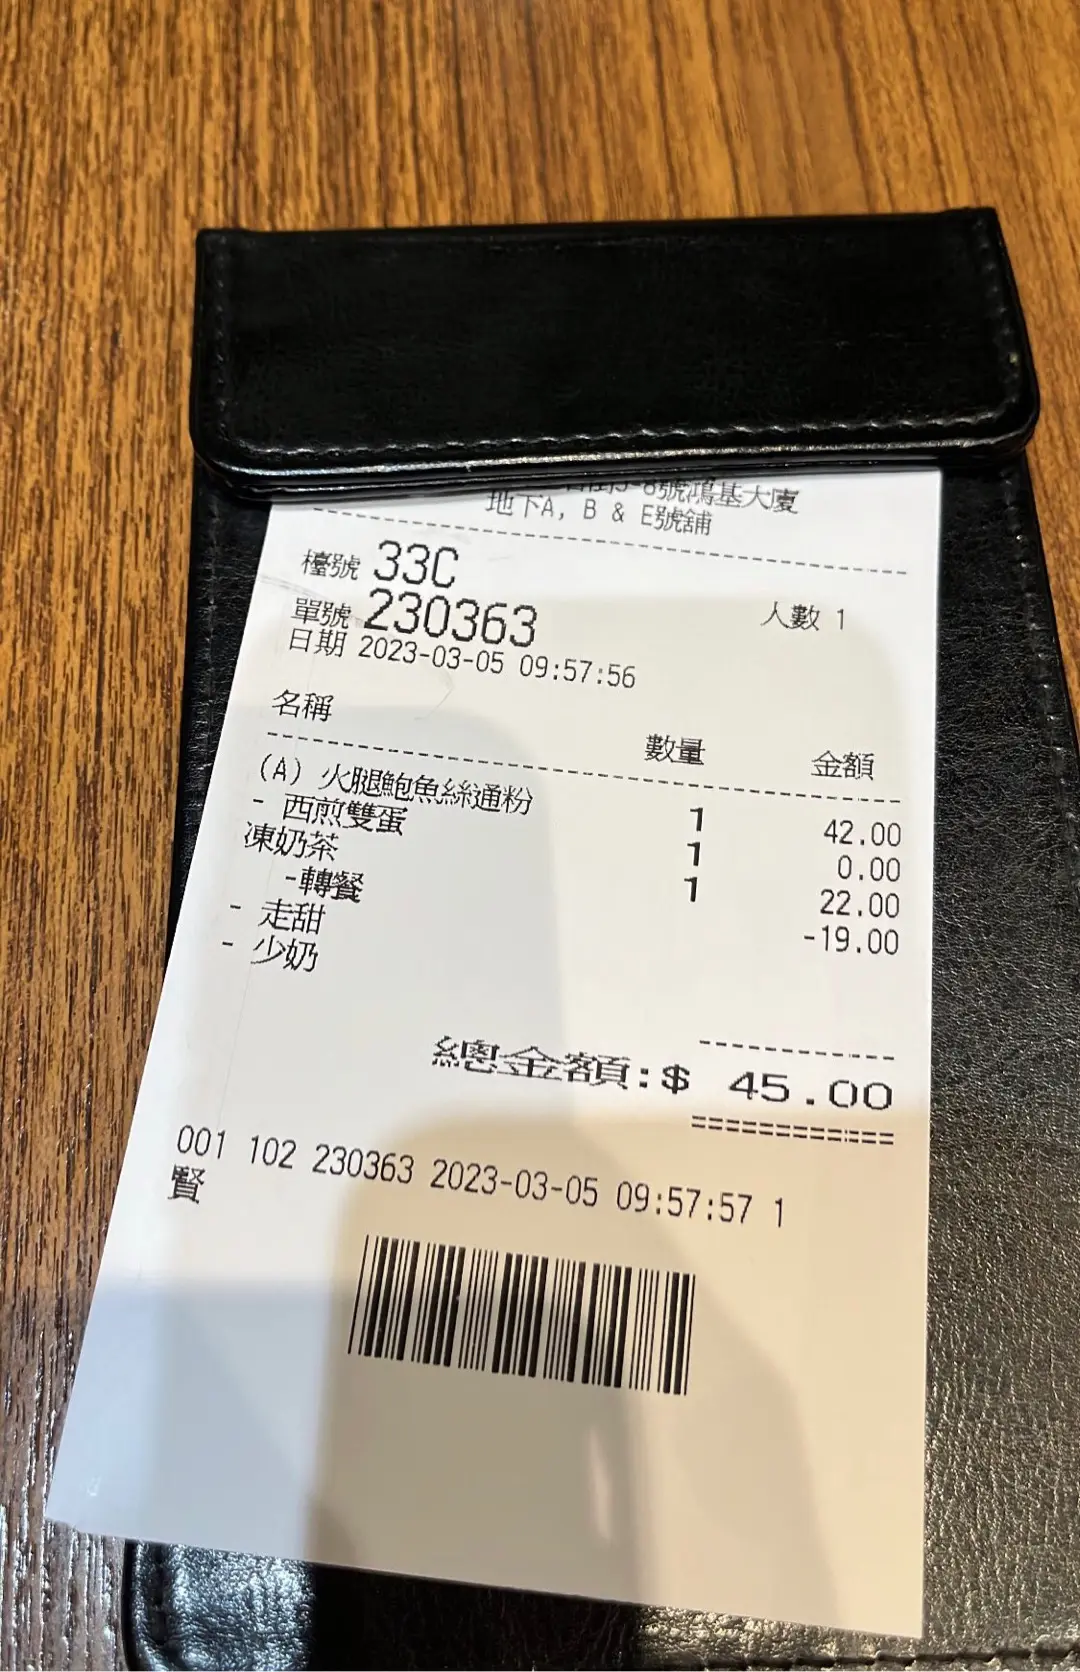 8號鴻基大廈
地下A, B & E號舖
檯號 33C
單號 230363 人數 1
日期 2023-03-05 09:57:56
名稱 數量 金額
(A) 火腿鮑魚絲通粉 1 42.00
- 西煎雙蛋 1 0.00
凍奶茶 1 22.00
-轉餐 -19.00
- 走甜
- 少奶
總金額:$ 45.00
001 102 230363 2023-03-05 09:57:57 1
賢